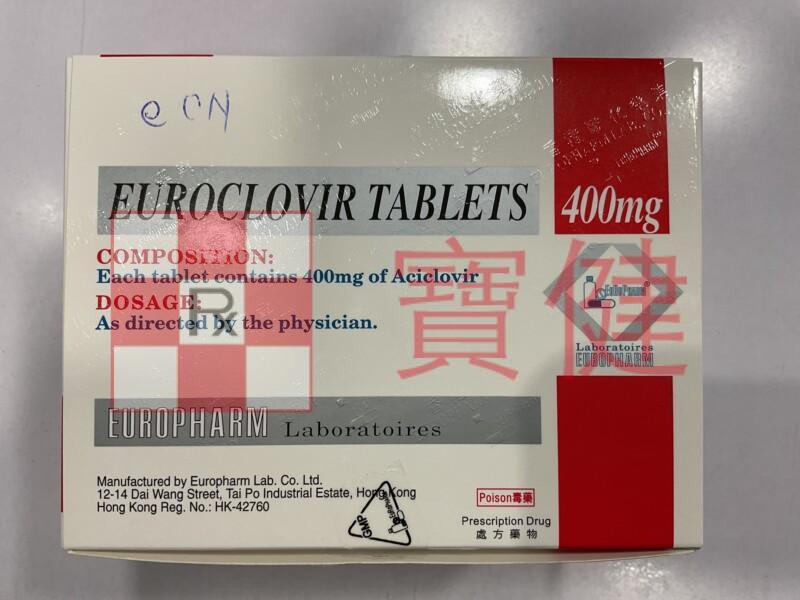 e CN
EUROCLOVIR TABLETS
400mg
COMPOSITION:
Each tablet contains 400mg of Aciclovir
DOSAGE:
As directed by the physician.
Rx
寶健
EuroPharm®
Laboratoires
EUROPHARM
EUROPHARM Laboratoires
Manufactured by Europharm Lab. Co. Ltd.
12-14 Dai Wang Street, Tai Po Industrial Estate, Hong Kong
Hong Kong Reg. No.: HK-42760
GMP
Poison毒藥
Prescription Drug
處方藥物